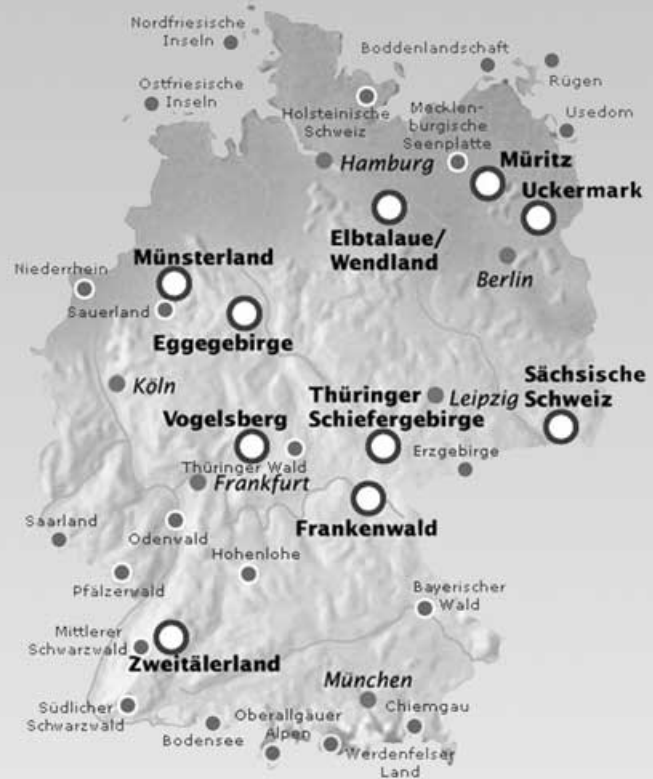 Nordfriesische
Inseln
Boddenlandschaft
Rügen
Ostfriesische
Inseln
Holsteinische
Schweiz
Mecklen-
burgische
Seenplatte
Usedom
Hamburg
Müritz
Uckermark
Elbtalaue/
Wendland
Berlin
Münsterland
Niederrhein
Sauerland
Eggegebirge
Köln
Sächsische
Schweiz
Thüringer
Schiefergebirge
Leipzig
Vogelsberg
Erzgebirge
Thüringer Wald
Frankfurt
Frankenwald
Saarland
Odenwald
Hohenlohe
Pfälzerwald
Bayerischer
Wald
Mittlerer
Schwarzwald
Zweitälerland
München
Südlicher
Schwarzwald
Chiemgau
Oberallgauer
Alpen
Bodensee
Werdenfelser
Land